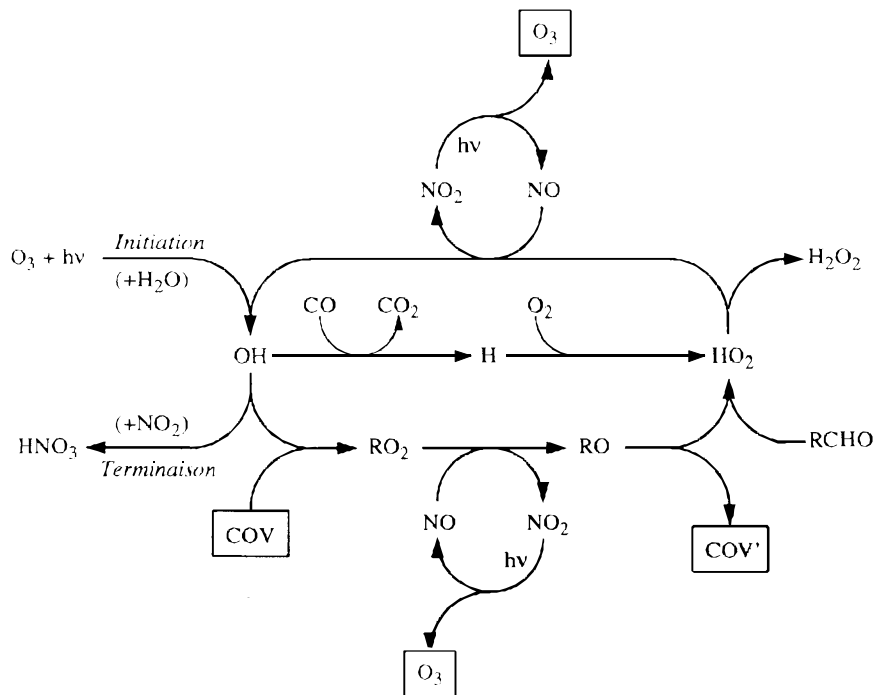 O₃
hν
NO₂ NO
O₃ + hν Initiation H₂O₂
(+H₂O)
CO CO₂ O₂
OH H HO₂
(+NO₂)
HNO₃ RO₂ RO RCHO
Terminaison
COV NO NO₂ COV'
hν
O₃